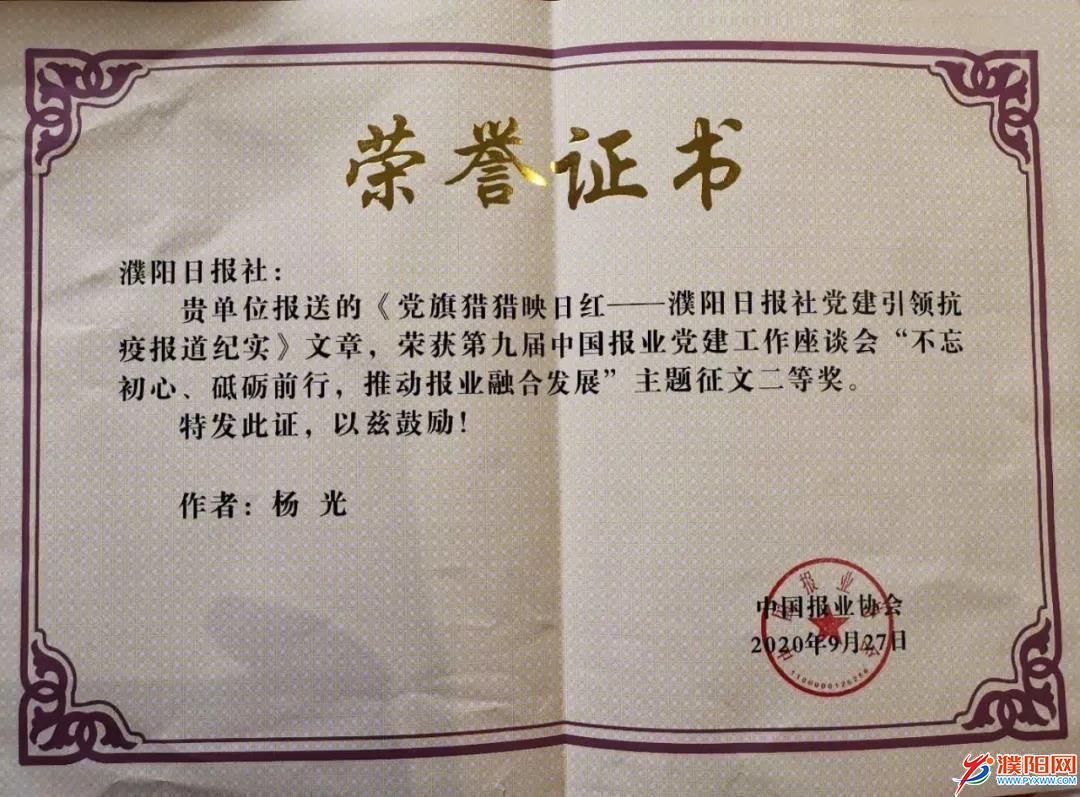 荣誉证书
濮阳日报社：
贵单位报送的《党旗猎猎映日红——濮阳日报社党建引领抗
疫报道纪实》文章，荣获第九届中国报业党建工作座谈会“不忘
初心、砥砺前行，推动报业融合发展”主题征文二等奖。
特发此证，以兹鼓励！
作者：杨 光
中国报业协会
2020年9月27日
濮阳网
WWW.PYXWW.COM